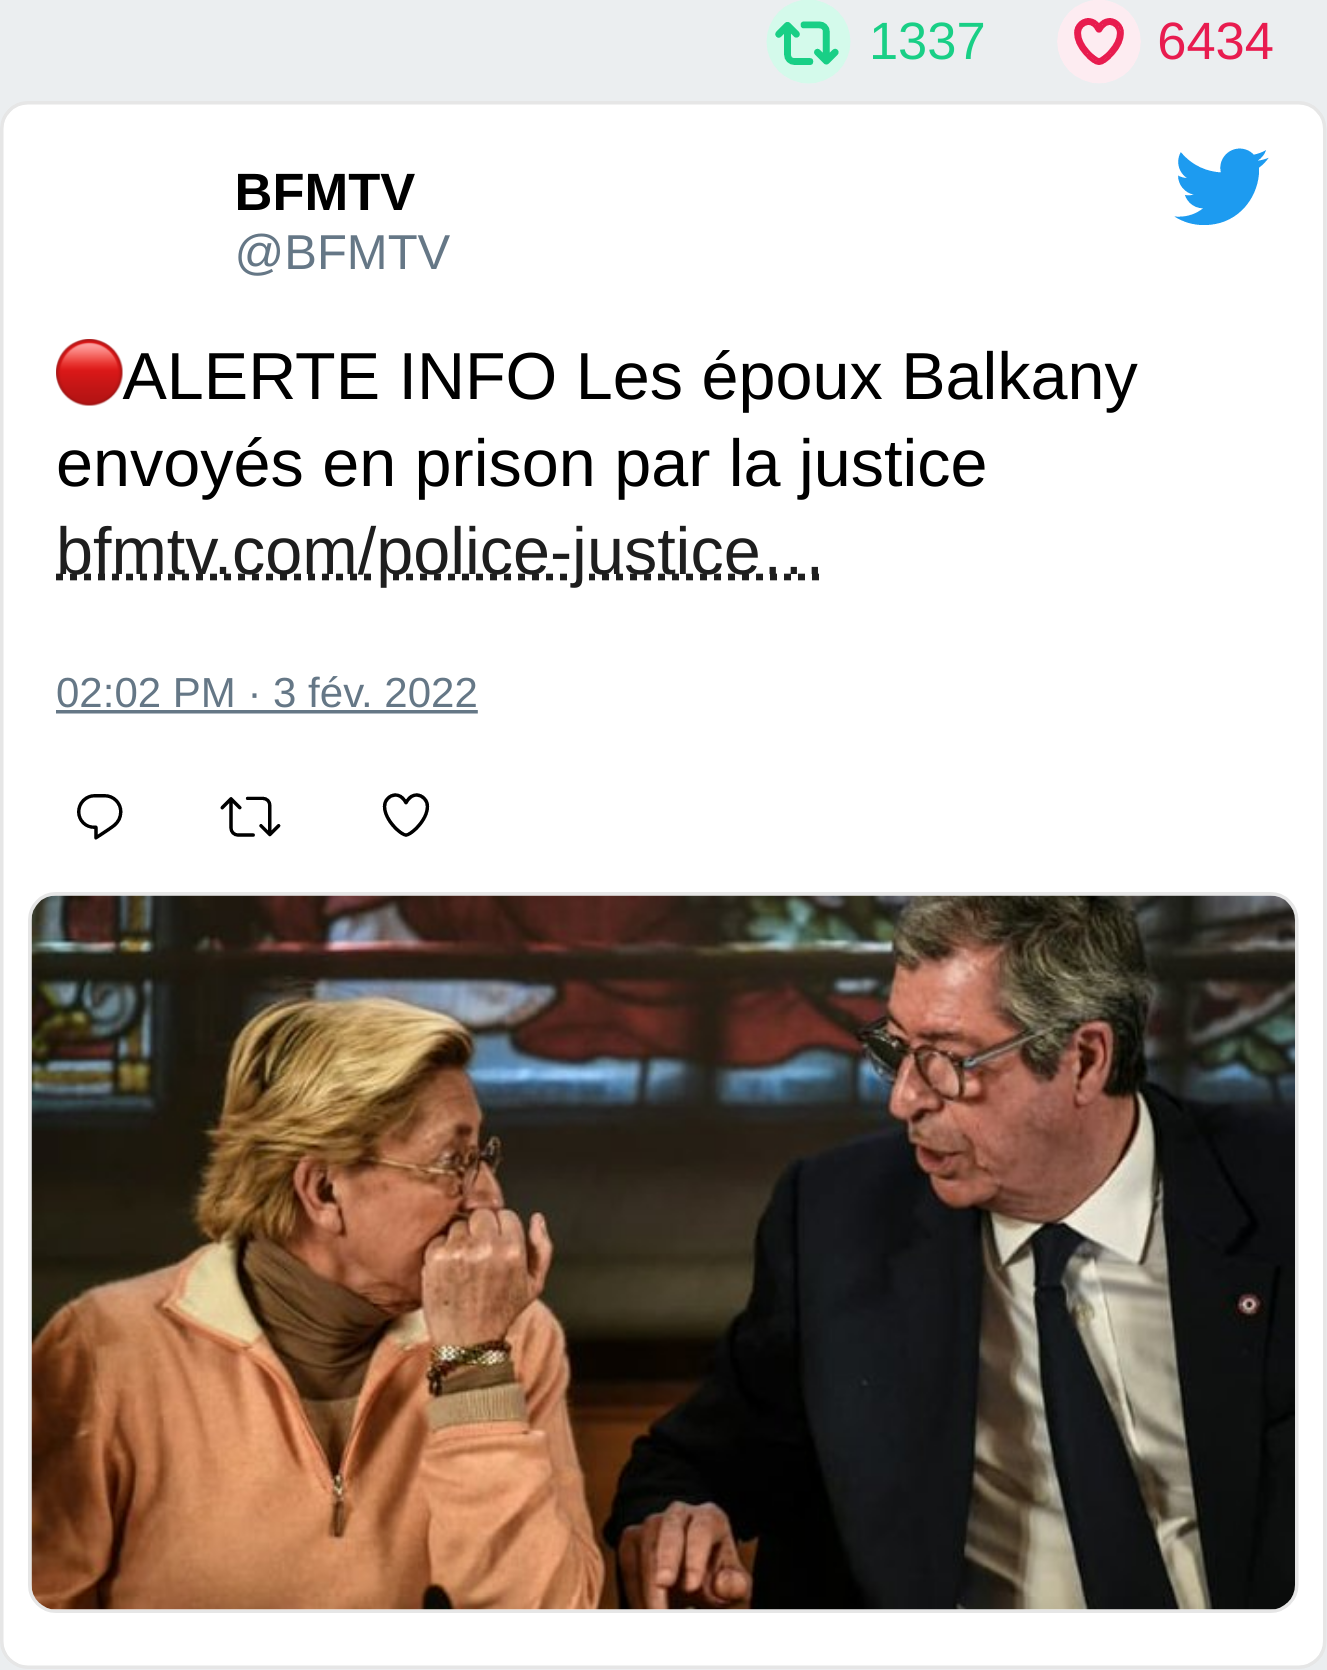 1337 6434
BFMTV
@BFMTV
🔴ALERTE INFO Les époux Balkany
envoyés en prison par la justice
bfmtv.com/police-justice…
02:02 PM · 3 fév. 2022